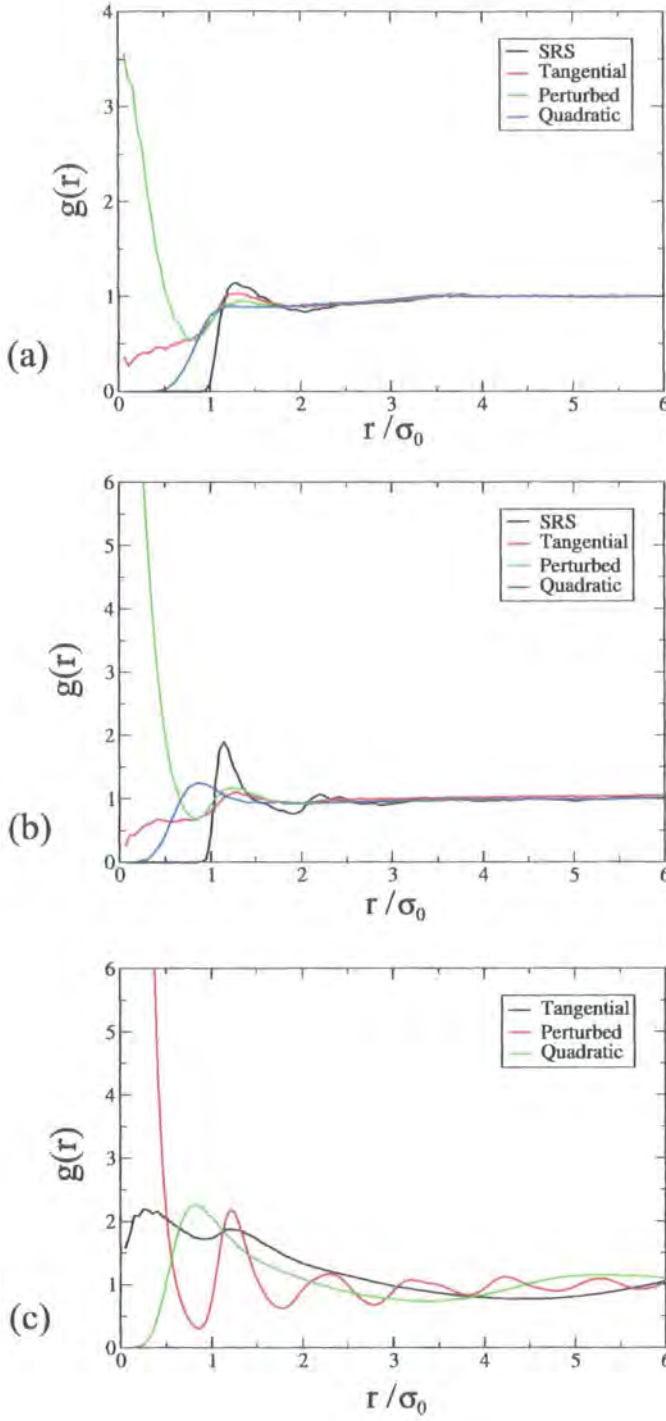 4
3
2
1
0
g(r)
SRS
Tangential
Perturbed
Quadratic
(a)
0 1 2 3 4 5 6
r/σ₀
6
5
4
3
2
1
0
g(r)
SRS
Tangential
Perturbed
Quadratic
(b)
0 1 2 3 4 5 6
r/σ₀
6
5
4
3
2
1
0
g(r)
Tangential
Perturbed
Quadratic
(c)
0 1 2 3 4 5 6
r/σ₀